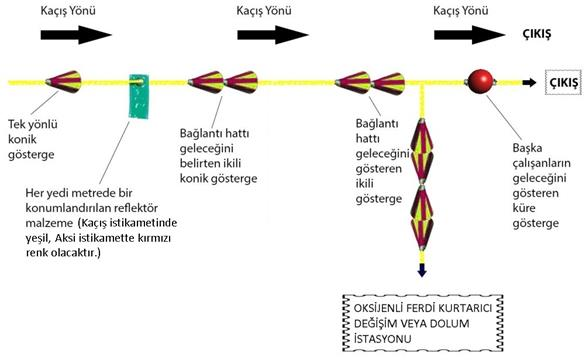 Kaçış Yönü
Kaçış Yönü
Kaçış Yönü
ÇIKIŞ
ÇIKIŞ
Tek yönlü
konik
gösterge
Her yedi metrede bir
konumlandırılan reflektör
malzeme (Kaçış istikametinde
yeşil, Aksi istikamette kırmızı
renk olacaktır.)
Bağlantı hattı
geleceğini
belirten ikili
konik gösterge
Bağlantı
hattı
geleceğini
gösteren
ikili
gösterge
Başka
çalışanların
geleceğini
gösteren
küre
gösterge
OKSİJENLİ FERDİ KURTARICI
DEĞİŞİM VEYA DOLUM
İSTASYONU